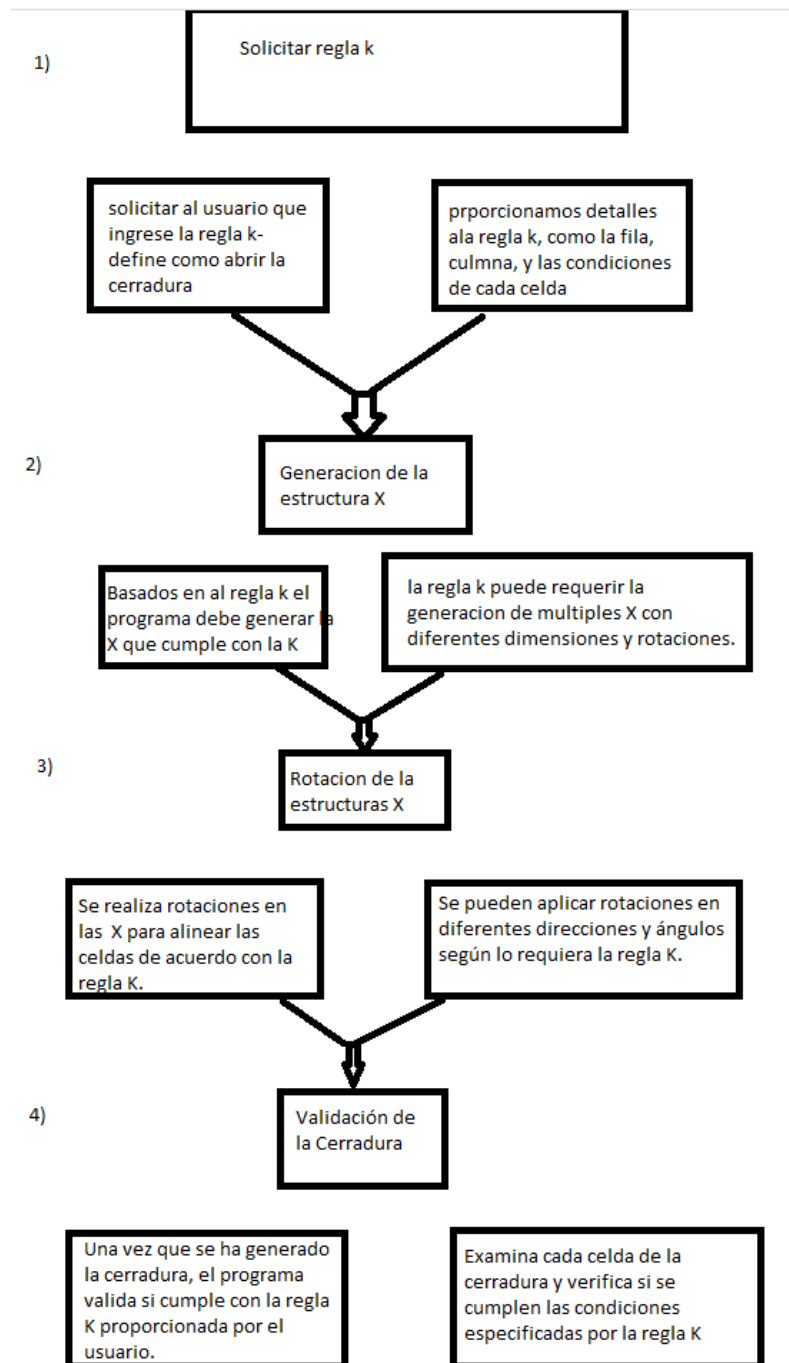 1)
Solicitar regla k
solicitar al usuario que
ingrese la regla k-
define como abrir la
cerradura
prporcionamos detalles
ala regla k, como la fila,
culmna, y las condiciones
de cada celda
2)
Generacion de la
estructura X
Basados en al regla k el
programa debe generar la
X que cumple con la K
la regla k puede requerir la
generacion de multiples X con
diferentes dimensiones y rotaciones.
3)
Rotacion de la
estructuras X
Se realiza rotaciones en
las X para alinear las
celdas de acuerdo con la
regla K.
Se pueden aplicar rotaciones en
diferentes direcciones y ángulos
según lo requiera la regla K.
4)
Validación de
la Cerradura
Una vez que se ha generado
la cerradura, el programa
valida si cumple con la regla
K proporcionada por el
usuario.
Examina cada celda de la
cerradura y verifica si se
cumplen las condiciones
especificadas por la regla K